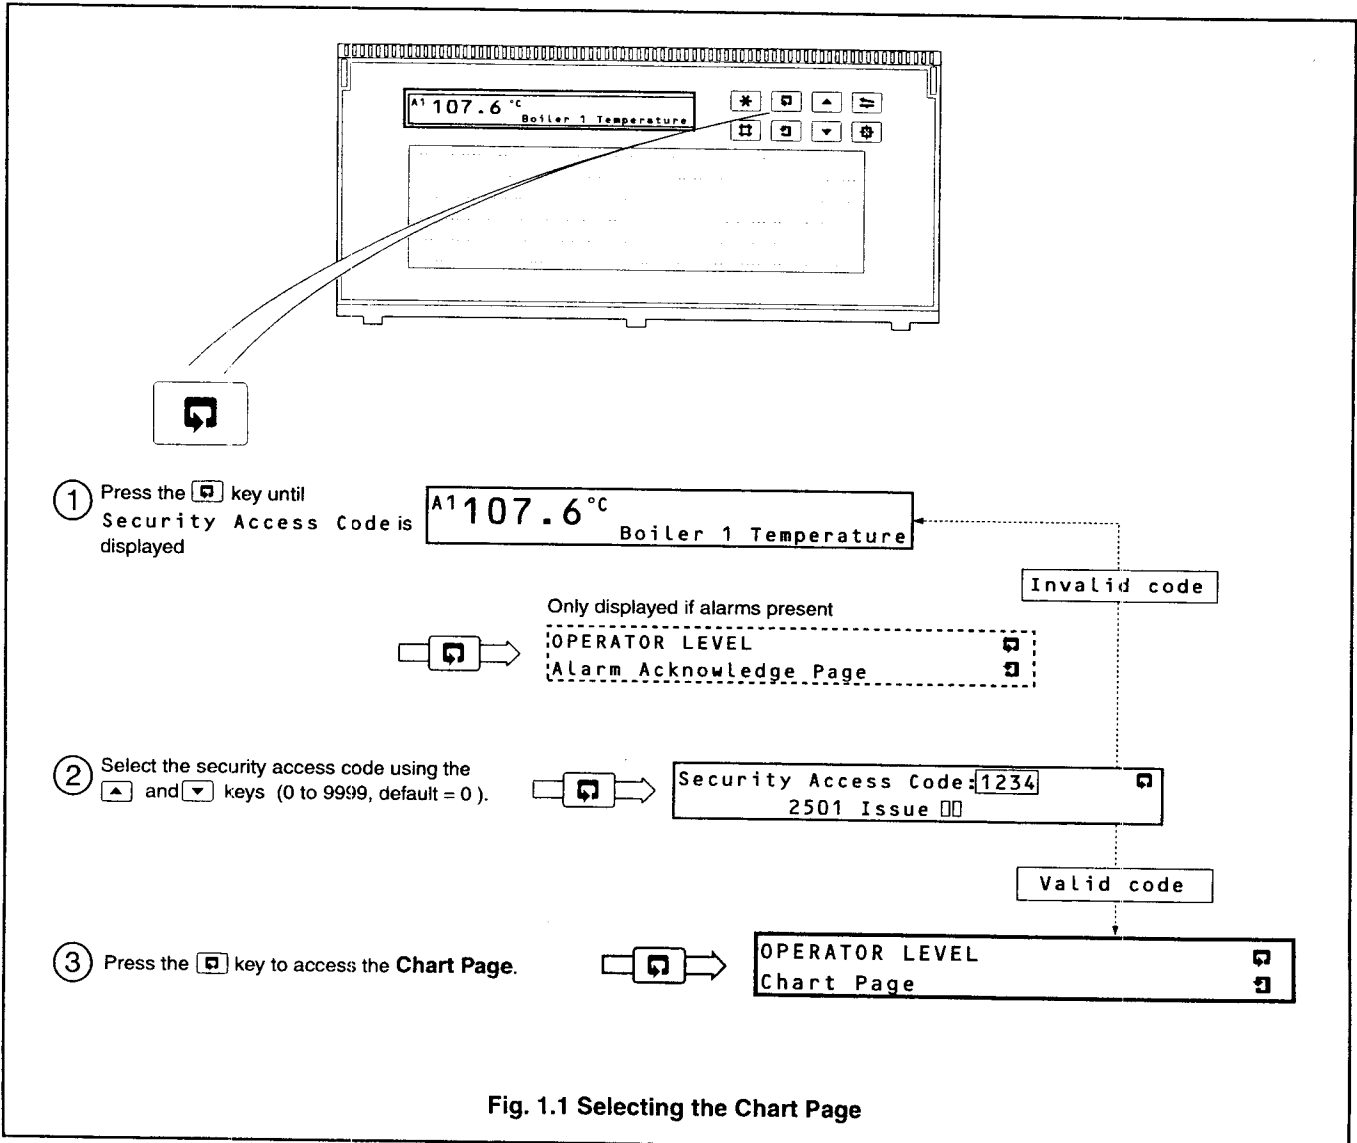 A1 107.6 °C
Boiler 1 Temperature
1 Press the key until
Security Access Code is
displayed
A1 107.6 °C
Boiler 1 Temperature
Invalid code
Only displayed if alarms present
OPERATOR LEVEL
Alarm Acknowledge Page
2 Select the security access code using the
and keys (0 to 9999, default = 0 ).
Security Access Code:1234
2501 Issue
Valid code
3 Press the key to access the Chart Page.
OPERATOR LEVEL
Chart Page
Fig. 1.1 Selecting the Chart Page